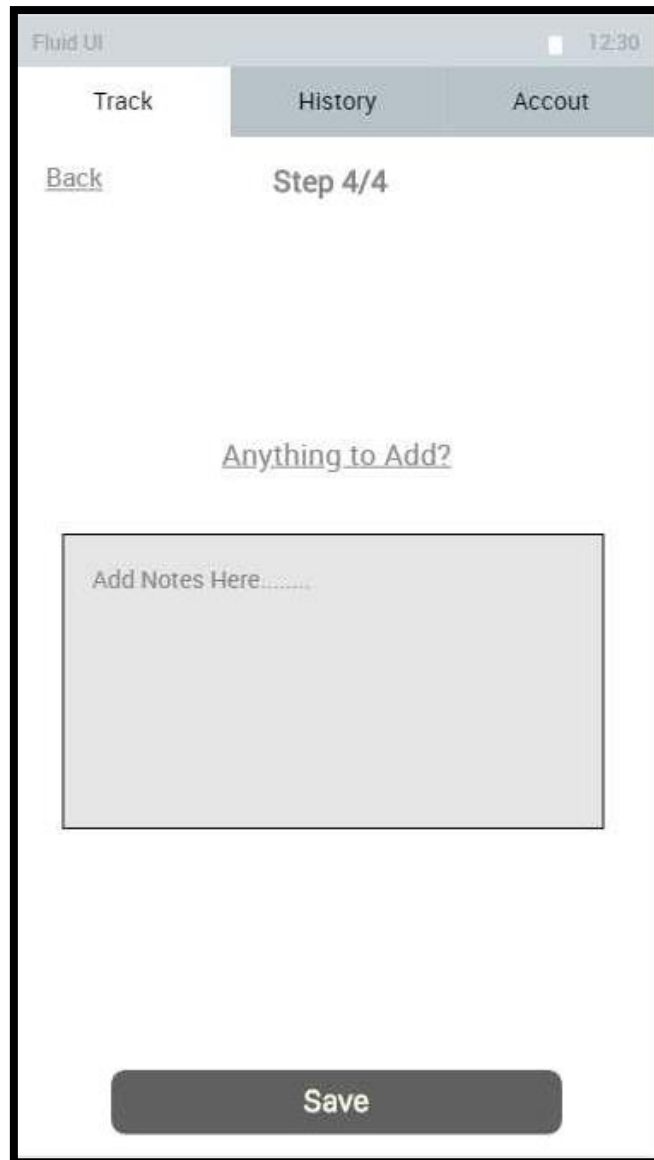 Fluid UI 12:30
Track History Accout
Back Step 4/4
Anything to Add?
Add Notes Here........
Save